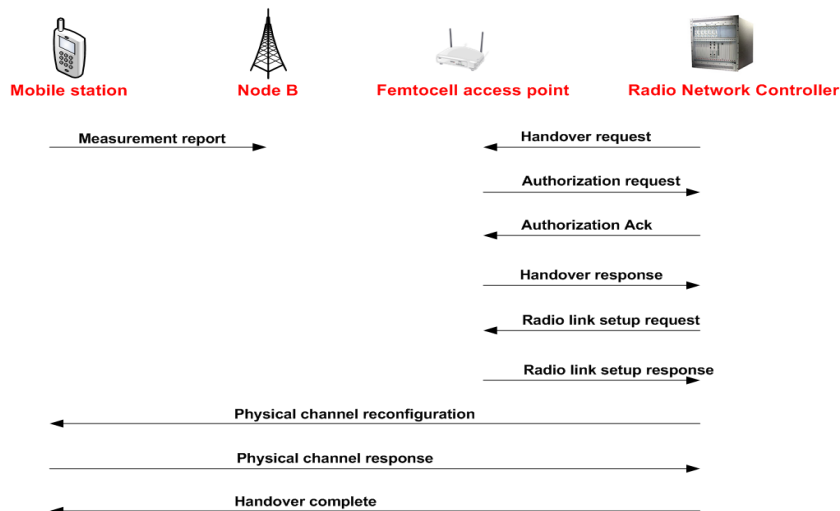 Mobile station
Node B
Femtocell access point
Radio Network Controller
Measurement report
Handover request
Authorization request
Authorization Ack
Handover response
Radio link setup request
Radio link setup response
Physical channel reconfiguration
Physical channel response
Handover complete